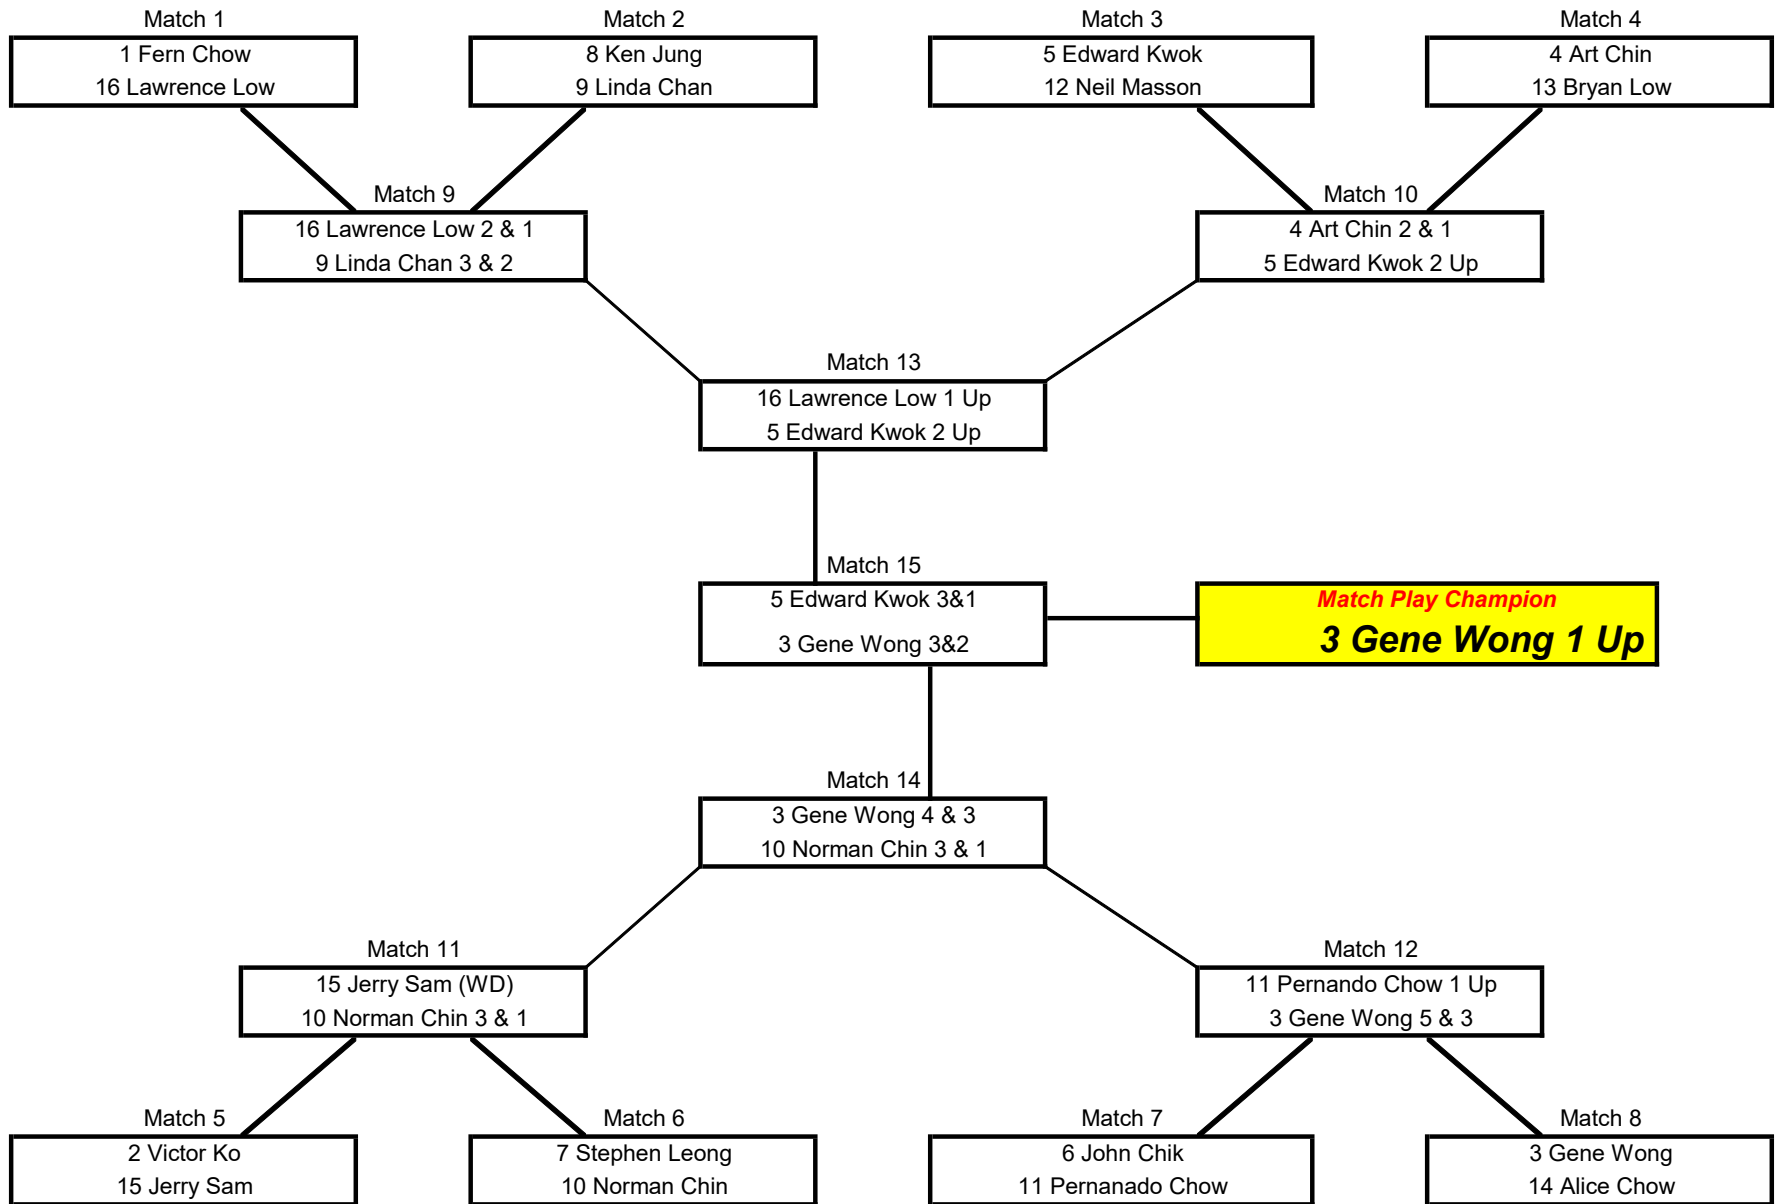 Match 1
Match 2
Match 3
Match 4
1 Fern Chow
16 Lawrence Low
8 Ken Jung
9 Linda Chan
5 Edward Kwok
12 Neil Masson
4 Art Chin
13 Bryan Low
Match 9
Match 10
16 Lawrence Low 2 & 1
9 Linda Chan 3 & 2
4 Art Chin 2 & 1
5 Edward Kwok 2 Up
Match 13
16 Lawrence Low 1 Up
5 Edward Kwok 2 Up
Match 15
5 Edward Kwok 3&1
3 Gene Wong 3&2
Match Play Champion
3 Gene Wong 1 Up
Match 14
3 Gene Wong 4 & 3
10 Norman Chin 3 & 1
Match 11
Match 12
15 Jerry Sam (WD)
10 Norman Chin 3 & 1
11 Pernando Chow 1 Up
3 Gene Wong 5 & 3
Match 5
Match 6
Match 7
Match 8
2 Victor Ko
15 Jerry Sam
7 Stephen Leong
10 Norman Chin
6 John Chik
11 Pernanado Chow
3 Gene Wong
14 Alice Chow